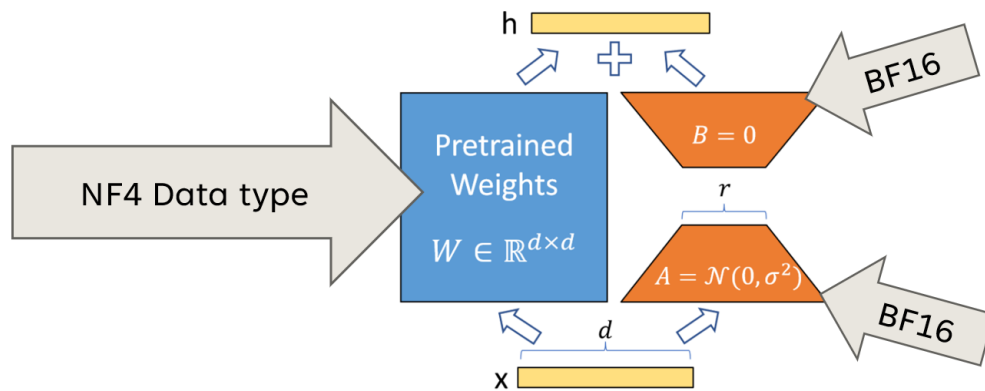 h
BF16
Pretrained
Weights
B = 0
NF4 Data type
r
W ∈ ℝ^{d×d}
A = 𝒩(0, σ²)
BF16
d
x